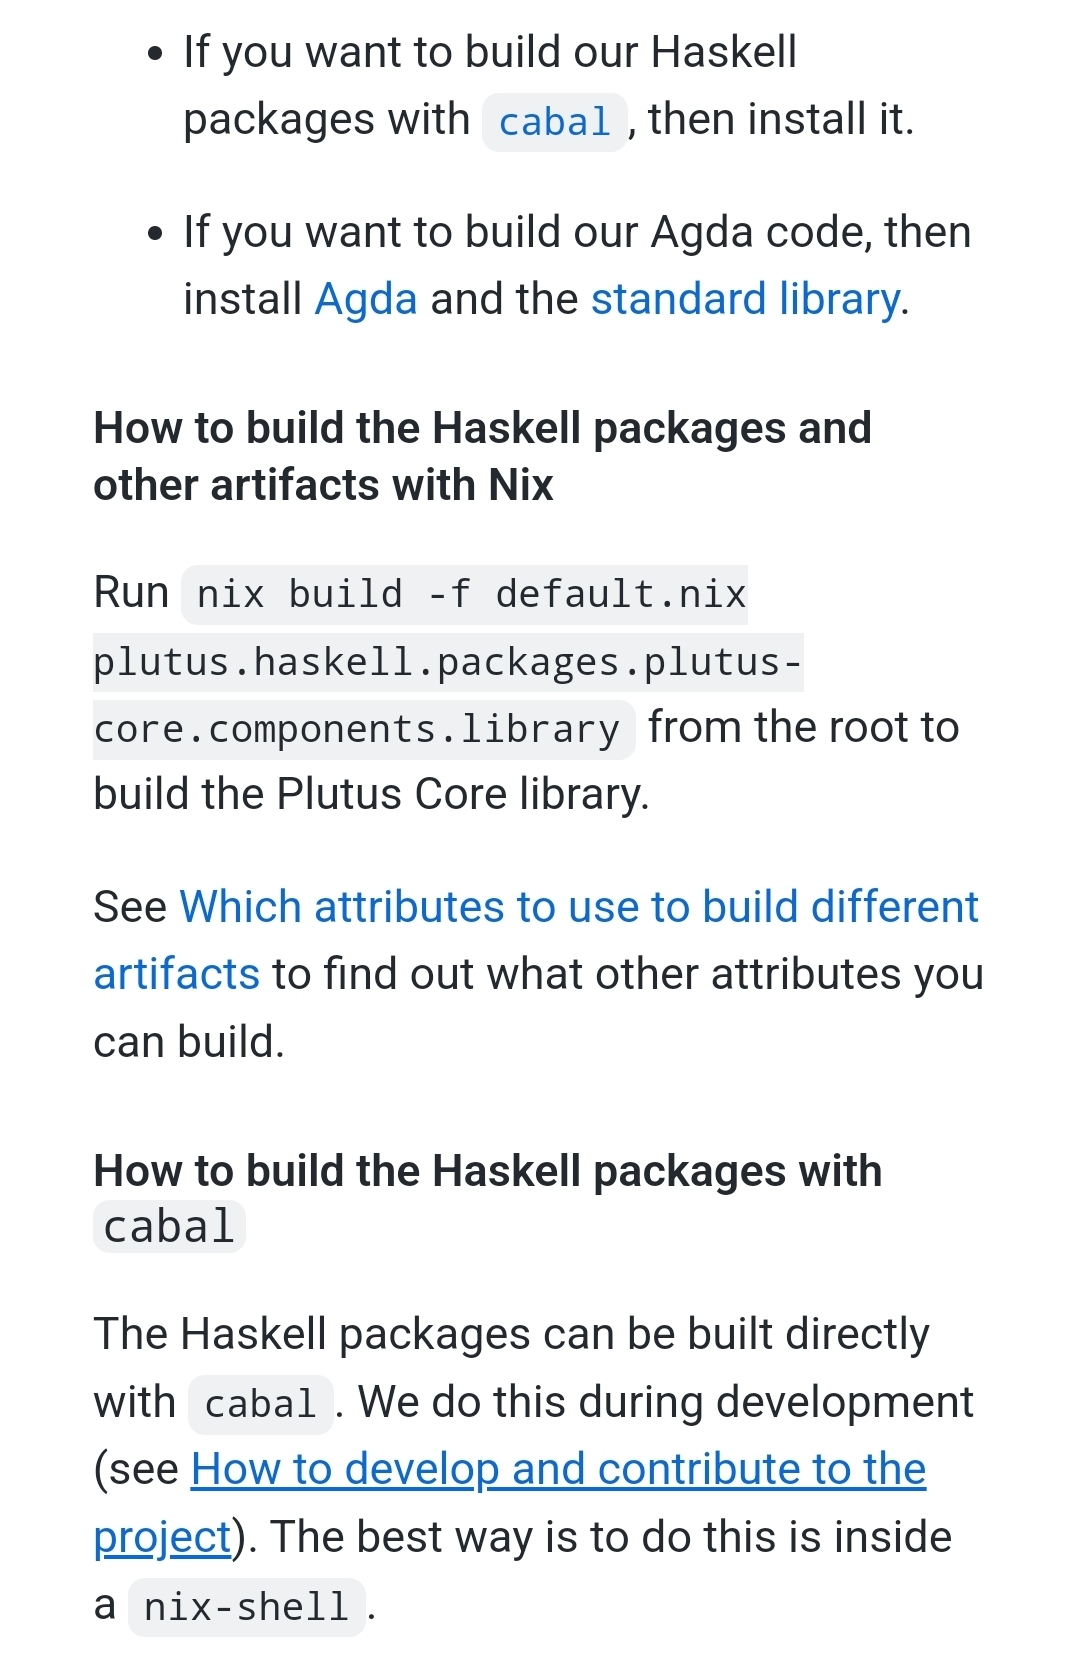 • If you want to build our Haskell
packages with cabal, then install it.
• If you want to build our Agda code, then
install Agda and the standard library.
How to build the Haskell packages and
other artifacts with Nix
Run nix build -f default.nix
plutus.haskell.packages.plutus-
core.components.library from the root to
build the Plutus Core library.
See Which attributes to use to build different
artifacts to find out what other attributes you
can build.
How to build the Haskell packages with
cabal
The Haskell packages can be built directly
with cabal. We do this during development
(see How to develop and contribute to the
project). The best way is to do this is inside
a nix-shell.